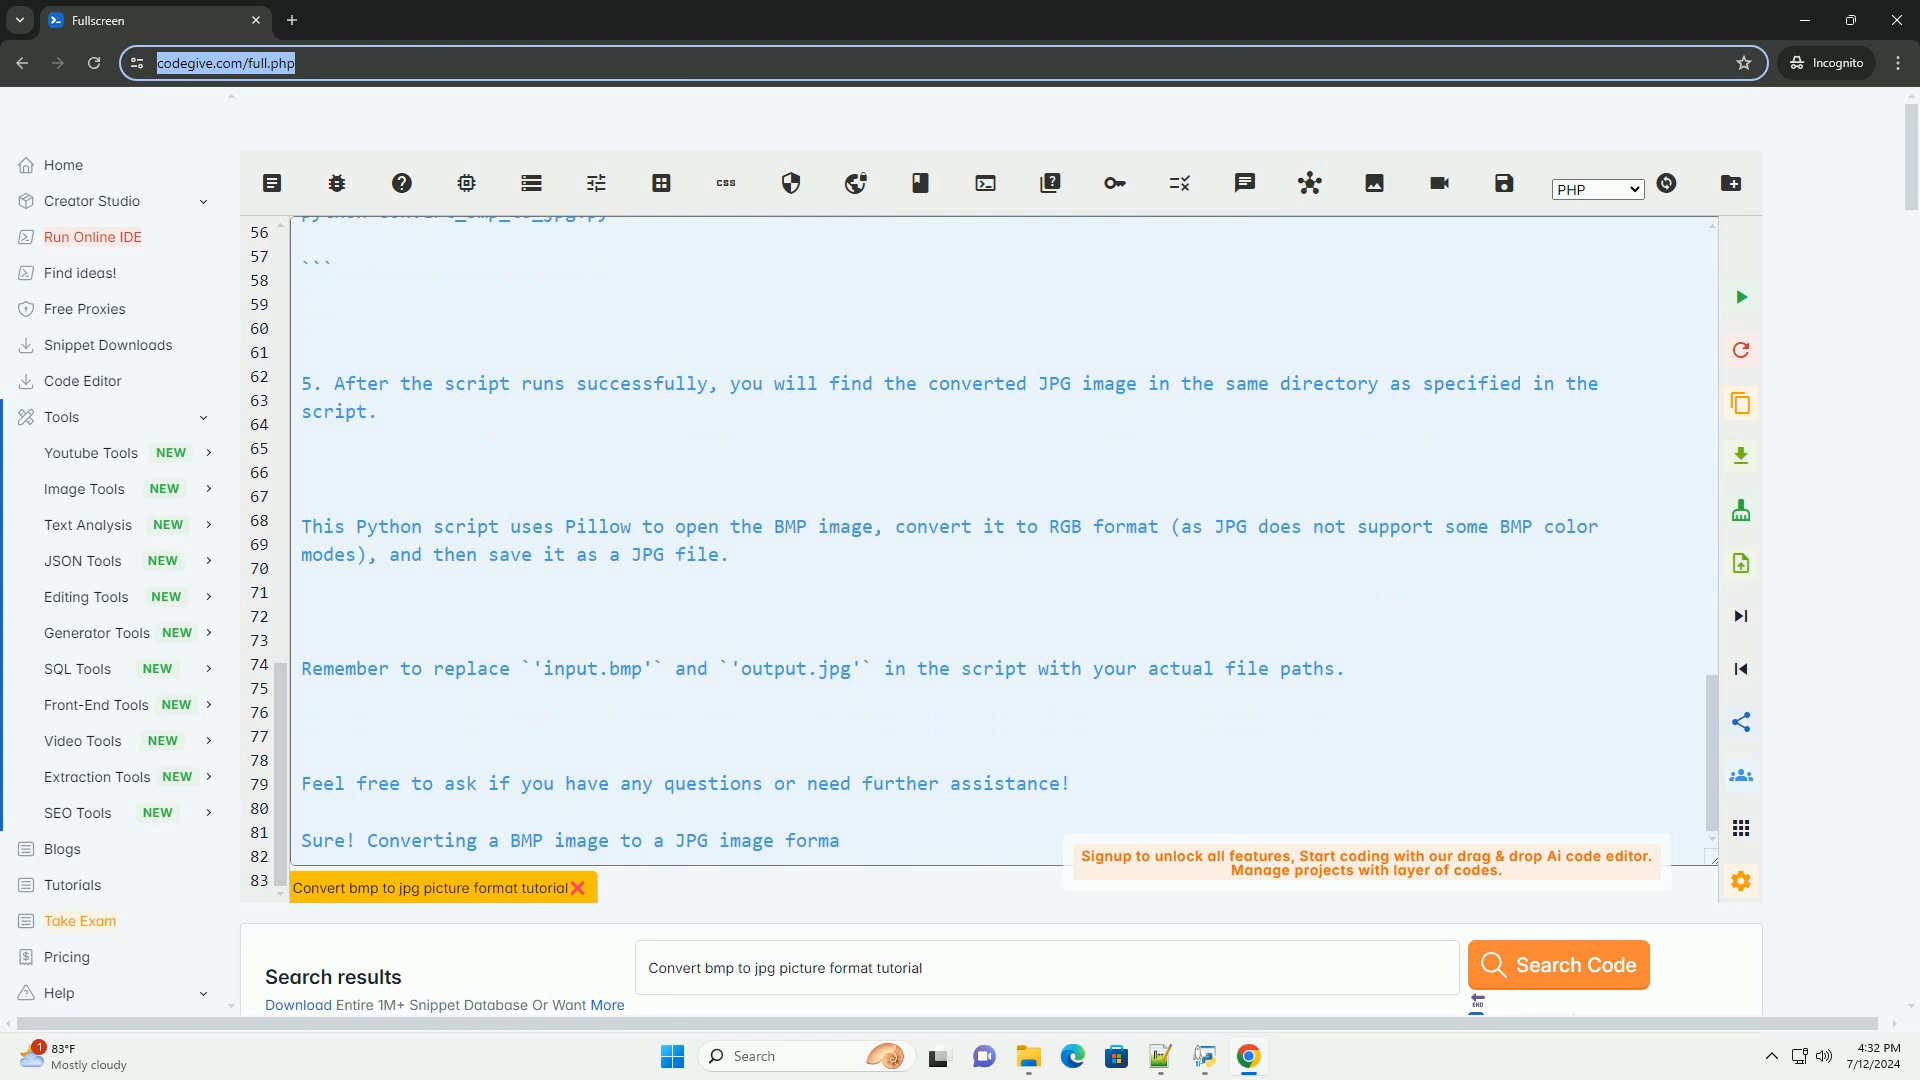 Fullscreen
codegive.com/full.php
Incognito
Home
Creator Studio
Run Online IDE
Find ideas!
Free Proxies
Snippet Downloads
Code Editor
Tools
Youtube Tools NEW
Image Tools NEW
Text Analysis NEW
JSON Tools NEW
Editing Tools NEW
Generator Tools NEW
SQL Tools NEW
Front-End Tools NEW
Video Tools NEW
Extraction Tools NEW
SEO Tools NEW
Blogs
Tutorials
Take Exam
Pricing
Help
css
PHP
56
57
58
59
60
61
62
63
64
65
66
67
68
69
70
71
72
73
74
75
76
77
78
79
80
81
82
83
python convert_bmp_to_jpg.py
```
5. After the script runs successfully, you will find the converted JPG image in the same directory as specified in the
script.
This Python script uses Pillow to open the BMP image, convert it to RGB format (as JPG does not support some BMP color
modes), and then save it as a JPG file.
Remember to replace `'input.bmp'` and `'output.jpg'` in the script with your actual file paths.
Feel free to ask if you have any questions or need further assistance!
Sure! Converting a BMP image to a JPG image forma
Signup to unlock all features, Start coding with our drag & drop Ai code editor.
Manage projects with layer of codes.
Convert bmp to jpg picture format tutorial
Search results
Download Entire 1M+ Snippet Database Or Want More
Convert bmp to jpg picture format tutorial
Search Code
END
1
83°F
Mostly cloudy
Search
4:32 PM
7/12/2024